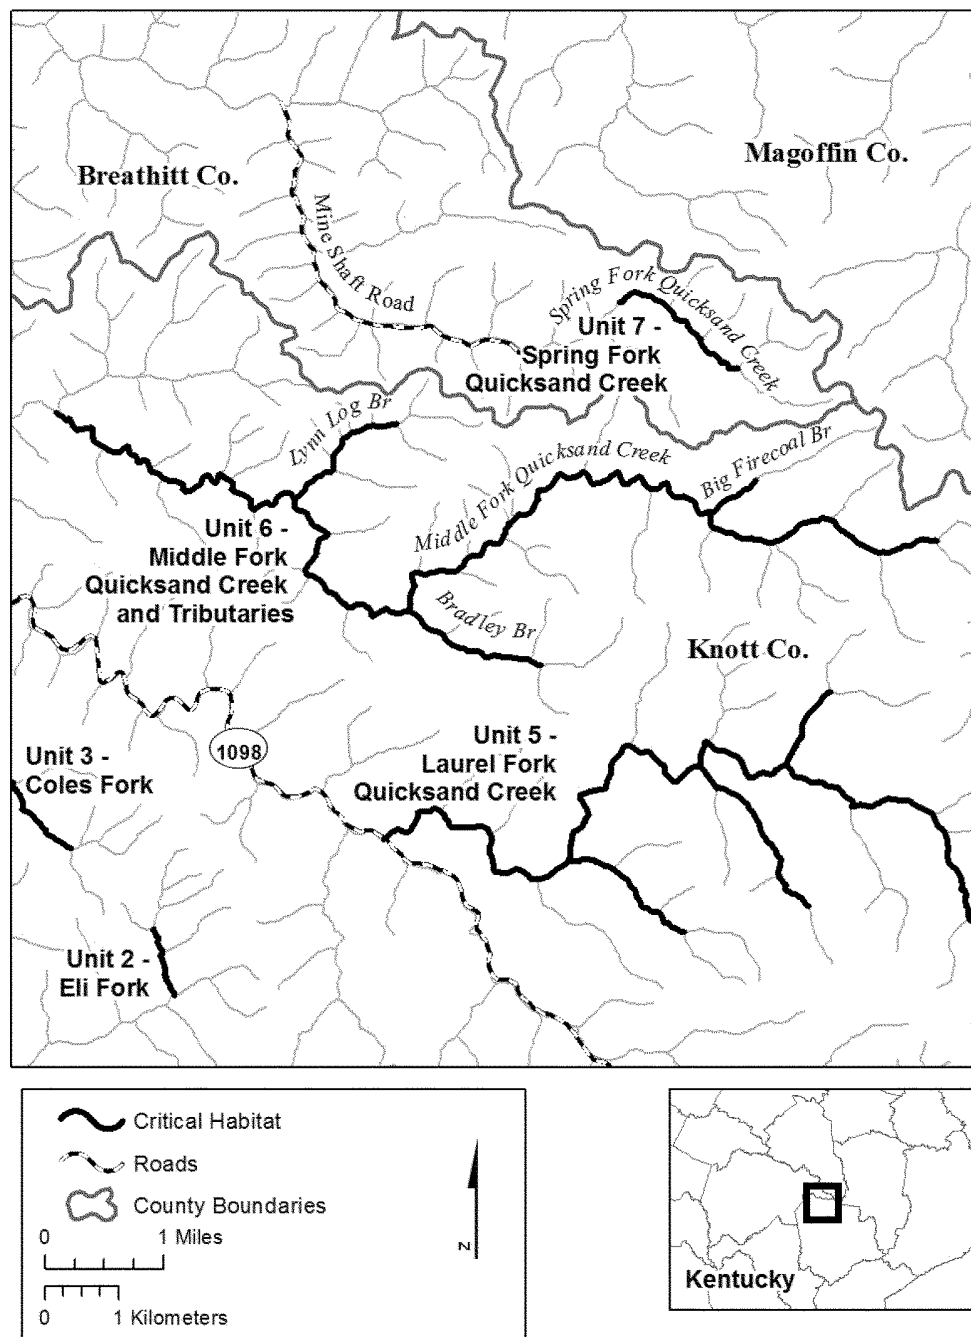 Magoffin Co.
Breathitt Co.
Mine Shaft Road
Spring Fork Quicksand Creek
Unit 7 -
Spring Fork
Quicksand Creek
Lynn Log Br
Middle Fork Quicksand Creek
Big Firecoal Br
Unit 6 -
Middle Fork
Quicksand Creek
and Tributaries
Bradley Br
Knott Co.
Unit 3 -
Coles Fork
1098
Unit 5 -
Laurel Fork
Quicksand Creek
Unit 2 -
Eli Fork
Critical Habitat
Roads
County Boundaries
0 1 Miles
0 1 Kilometers
N
Kentucky